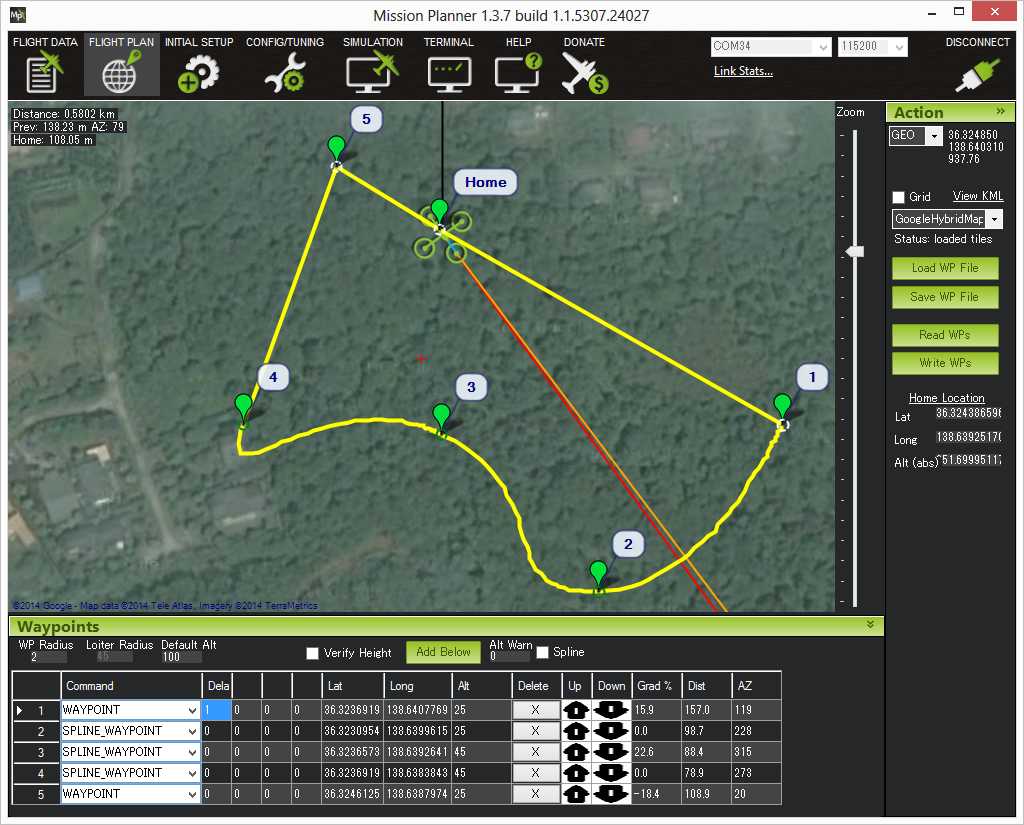 Mission Planner 1.3.7 build 1.1.5307.24027
FLIGHT DATA FLIGHT PLAN INITIAL SETUP CONFIG/TUNING SIMULATION TERMINAL HELP DONATE COM34 115200 DISCONNECT
Link Stats...
Distance: 0.5802 km
Prev: 138.23 m AZ: 79
Home: 108.05 m
5
Home
4
3
1
2
©2014 Google - Map data ©2014 Tele Atlas, Imagery ©2014 TerraMetrics
Zoom
Action »
GEO 36.324850
138.640310
937.76
Grid View KML
GoogleHybridMap
Status: loaded tiles
Load WP File
Save WP File
Read WPs
Write WPs
Home Location
Lat 36.324386596
Long 138.63925170
Alt (abs) 51.69995117
Waypoints
WP Radius Loiter Radius Default Alt Alt Warn
2 45 100 Verify Height Add Below 0 Spline
Command Dela Lat Long Alt Delete Up Down Grad % Dist AZ
1 WAYPOINT 1 0 0 0 36.3236919 138.6407769 25 X 15.9 157.0 119
2 SPLINE_WAYPOINT 0 0 0 0 36.3230954 138.6399615 25 X 0.0 98.7 228
3 SPLINE_WAYPOINT 0 0 0 0 36.3236573 138.6392641 45 X 22.6 88.4 315
4 SPLINE_WAYPOINT 0 0 0 0 36.3236919 138.6383843 45 X 0.0 78.9 273
5 WAYPOINT 0 0 0 0 36.3246125 138.6387974 25 X -18.4 108.9 20